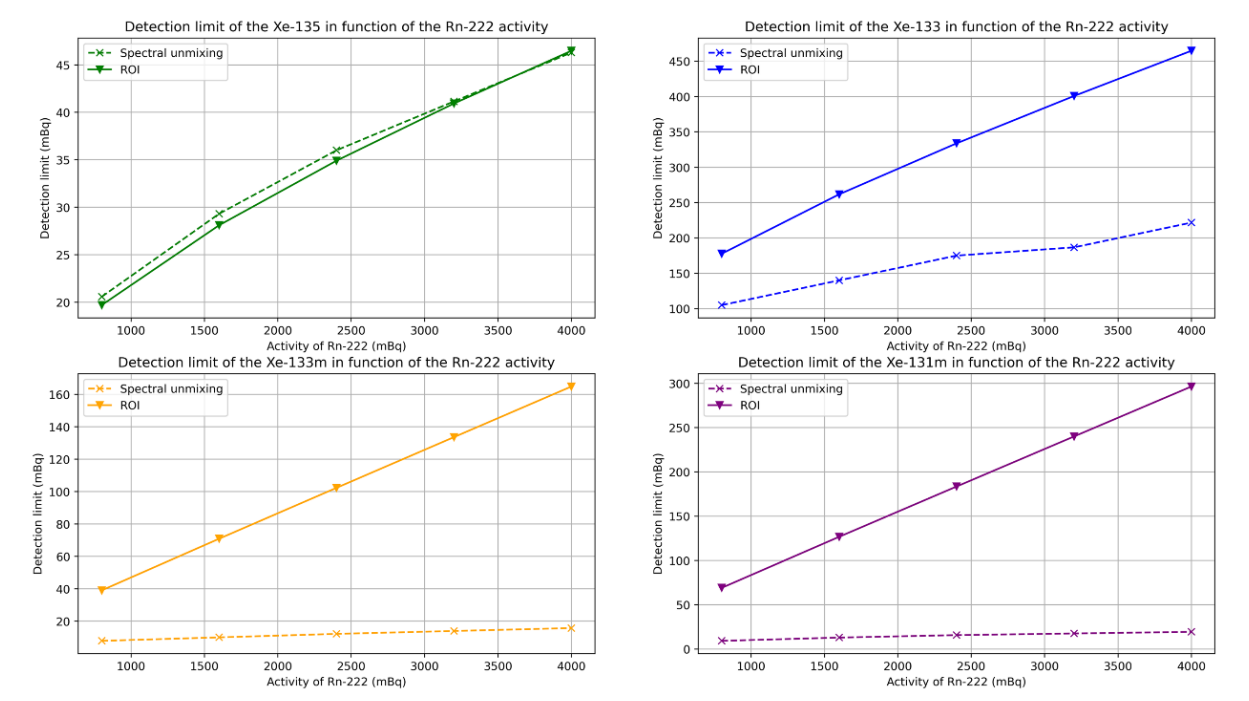 Detection limit of the Xe-135 in function of the Rn-222 activity
Spectral unmixing
ROI
45
40
35
30
25
20
Detection limit (mBq)
1000 1500 2000 2500 3000 3500 4000
Activity of Rn-222 (mBq)
Detection limit of the Xe-133 in function of the Rn-222 activity
Spectral unmixing
ROI
450
400
350
300
250
200
150
100
Detection limit (mBq)
1000 1500 2000 2500 3000 3500 4000
Activity of Rn-222 (mBq)
Detection limit of the Xe-133m in function of the Rn-222 activity
Spectral unmixing
ROI
160
140
120
100
80
60
40
20
Detection limit (mBq)
1000 1500 2000 2500 3000 3500 4000
Activity of Rn-222 (mBq)
Detection limit of the Xe-131m in function of the Rn-222 activity
Spectral unmixing
ROI
300
250
200
150
100
50
0
Detection limit (mBq)
1000 1500 2000 2500 3000 3500 4000
Activity of Rn-222 (mBq)